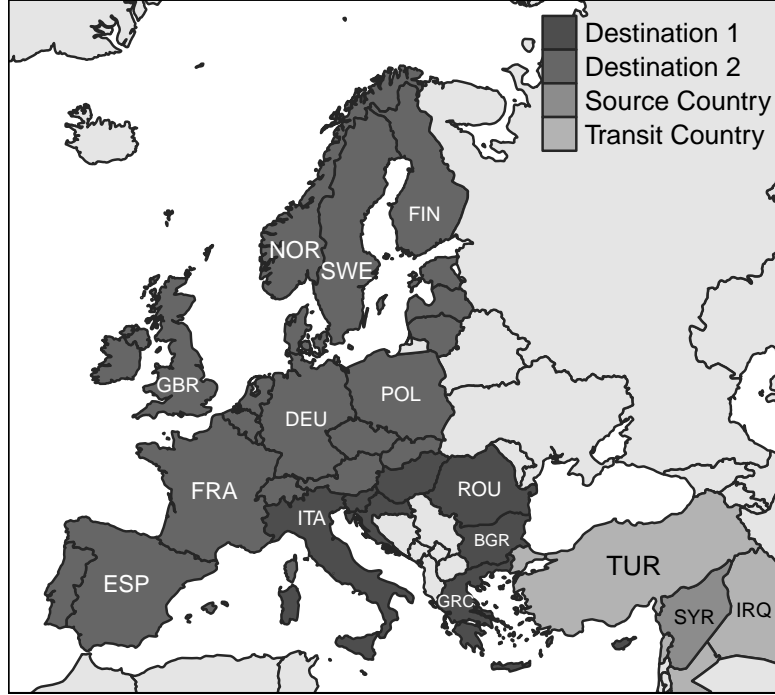 Destination 1
Destination 2
Source Country
Transit Country
FIN
NOR
SWE
GBR
POL
DEU
FRA
ROU
ITA
BGR
TUR
ESP
GRC
SYR
IRQ